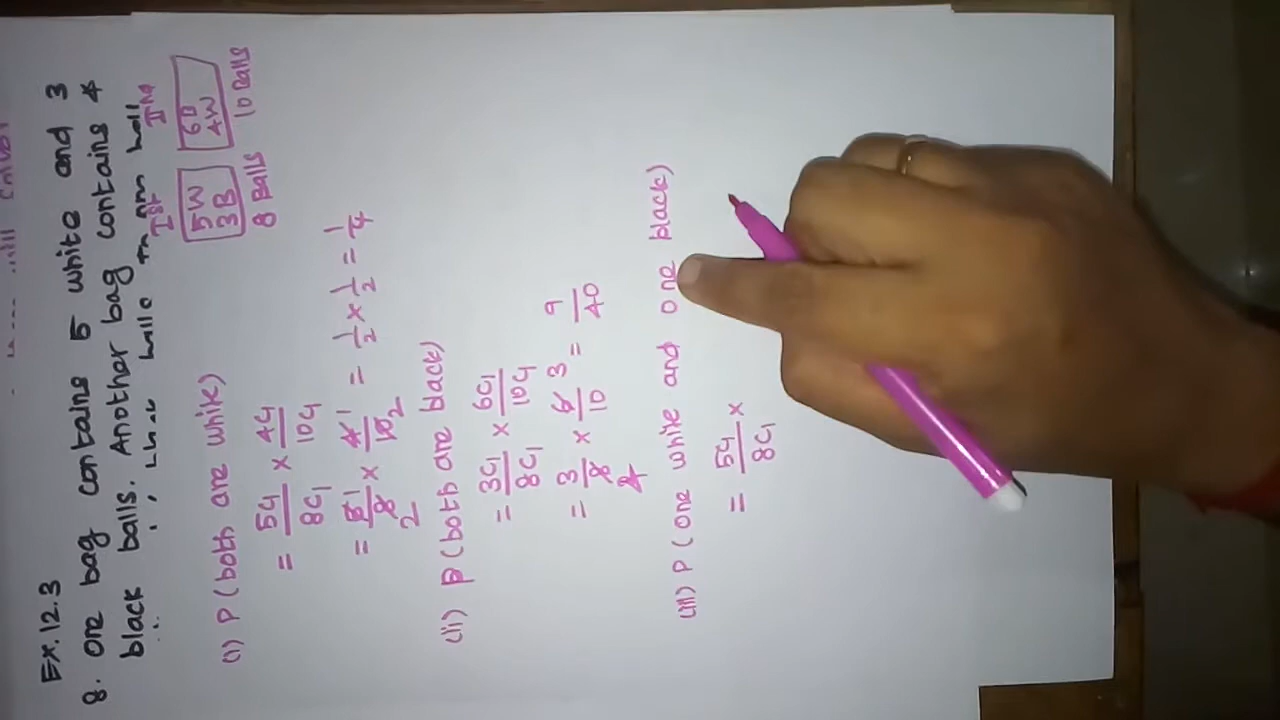 Ex.12.3
8. One bag contains 5 white and 3
black balls. Another bag contains 4
Ist IInd
5W 6B
3B 4W
8 Balls 10 Balls
(i) P(both are white)
= 5C1/8C1 × 4C1/10C1
= 5/8 × 4/10 = 1/2 × 1/2 = 1/4
(ii) P(both are black)
= 3C1/8C1 × 6C1/10C1
= 3/8 × 6/10 = 9/40
(iii) P(one white and one black)
= 5C1/8C1 ×